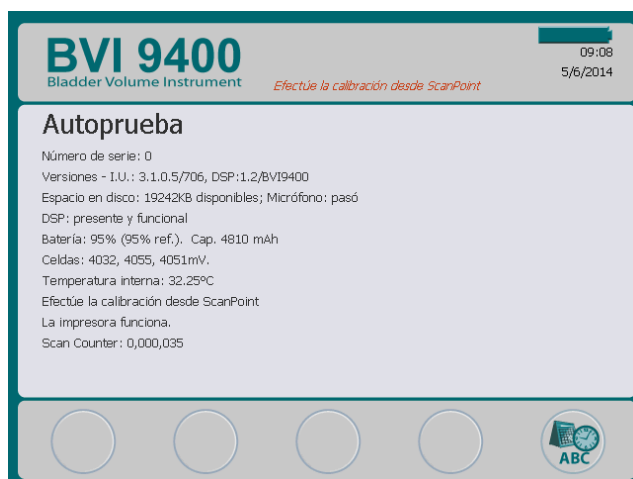 BVI 9400
Bladder Volume Instrument
Efectúe la calibración desde ScanPoint
09:08
5/6/2014
Autoprueba
Número de serie: 0
Versiones - I.U.: 3.1.0.5/706, DSP:1.2/BVI9400
Espacio en disco: 19242KB disponibles; Micrófono: pasó
DSP: presente y funcional
Batería: 95% (95% ref.). Cap. 4810 mAh
Celdas: 4032, 4055, 4051mV.
Temperatura interna: 32.25ºC
Efectúe la calibración desde ScanPoint
La impresora funciona.
Scan Counter: 0,000,035
ABC